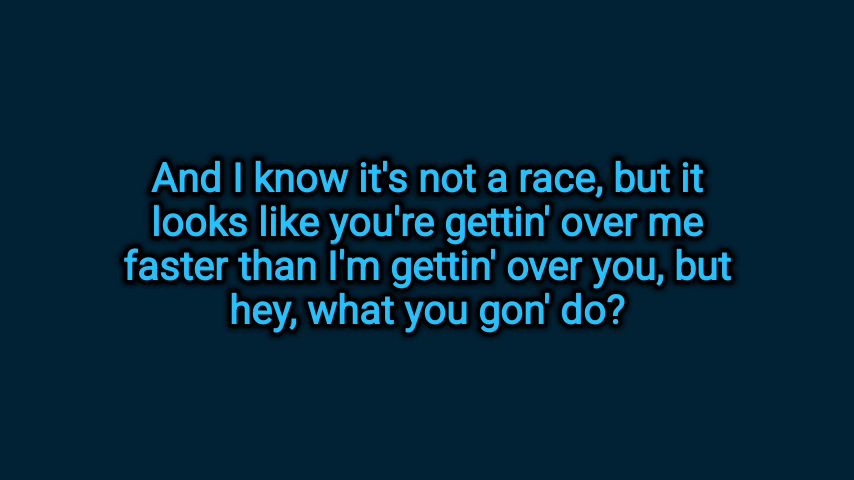 And I know it's not a race, but it
looks like you're gettin' over me
faster than I'm gettin' over you, but
hey, what you gon' do?